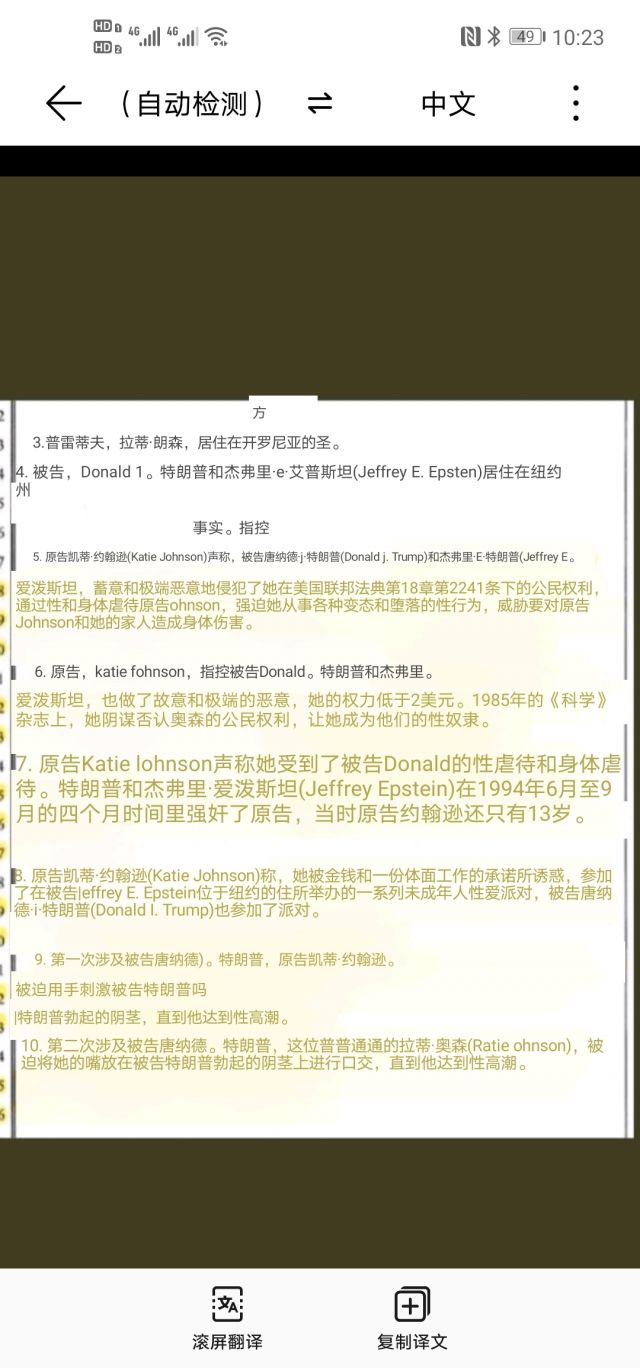 HD 1 4G 4G
HD 2
49 10:23
（自动检测） 中文
方
3.普雷蒂夫，拉蒂·朗森，居住在开罗尼亚的圣。
4. 被告，Donald 1。特朗普和杰弗里·e·艾普斯坦(Jeffrey E. Epsten)居住在纽约
州
事实。指控
5. 原告凯蒂·约翰逊(Katie Johnson)声称，被告唐纳德·j·特朗普(Donald j. Trump)和杰弗里·E·特朗普(Jeffrey E。
爱泼斯坦，蓄意和极端恶意地侵犯了她在美国联邦法典第18章第2241条下的公民权利，
通过性和身体虐待原告ohnson，强迫她从事各种变态和堕落的性行为，威胁要对原告
Johnson和她的家人造成身体伤害。
6. 原告，katie fohnson，指控被告Donald。特朗普和杰弗里。
爱泼斯坦，也做了故意和极端的恶意，她的权力低于2美元。1985年的《科学》
杂志上，她阴谋否认奥森的公民权利，让她成为他们的性奴隶。
7. 原告Katie lohnson声称她受到了被告Donald的性虐待和身体虐
待。特朗普和杰弗里·爱泼斯坦(Jeffrey Epstein)在1994年6月至9
月的四个月时间里强奸了原告，当时原告约翰逊还只有13岁。
8. 原告凯蒂·约翰逊(Katie Johnson)称，她被金钱和一份体面工作的承诺所诱惑，参加
了在被告|effrey E. Epstein位于纽约的住所举办的一系列未成年人性爱派对，被告唐纳
德·i·特朗普(Donald I. Trump)也参加了派对。
9. 第一次涉及被告唐纳德)。特朗普，原告凯蒂·约翰逊。
被迫用手刺激被告特朗普吗
|特朗普勃起的阴茎，直到他达到性高潮。
10. 第二次涉及被告唐纳德。特朗普，这位普普通通的拉蒂·奥森(Ratie ohnson)，被
迫将她的嘴放在被告特朗普勃起的阴茎上进行口交，直到他达到性高潮。
滚屏翻译 复制译文